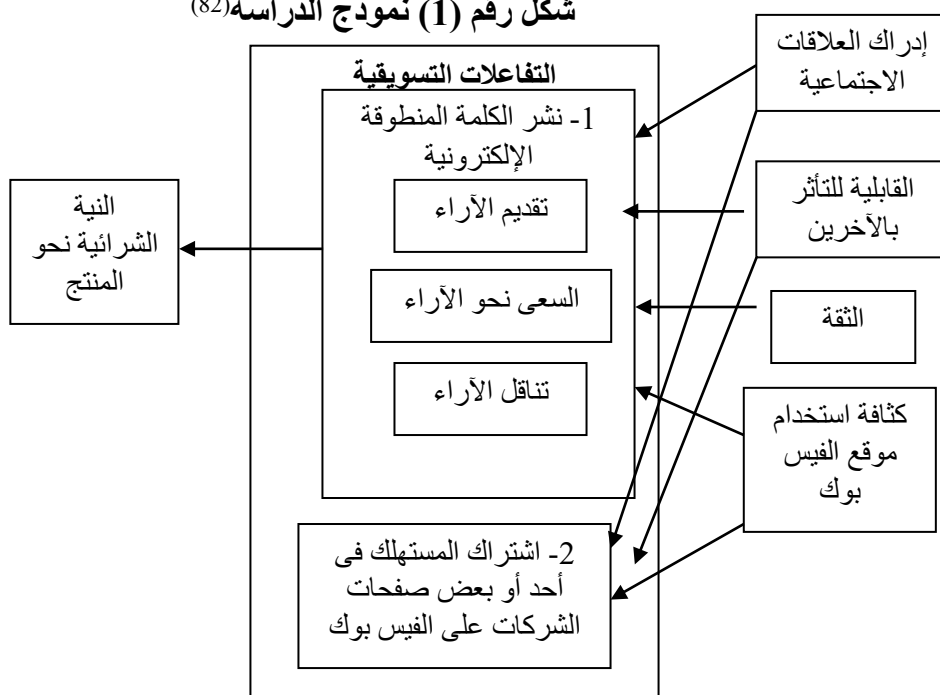 شكل رقم (1) نموذج الدراسة(82)
إدراك العلاقات
الاجتماعية
القابلية للتأثر
بالآخرين
الثقة
كثافة استخدام
موقع الفيس
بوك
التفاعلات التسويقية
1- نشر الكلمة المنطوقة
الإلكترونية
تقديم الآراء
السعى نحو الآراء
تناقل الآراء
2- اشتراك المستهلك فى
أحد أو بعض صفحات
الشركات على الفيس بوك
النية
الشرائية نحو
المنتج